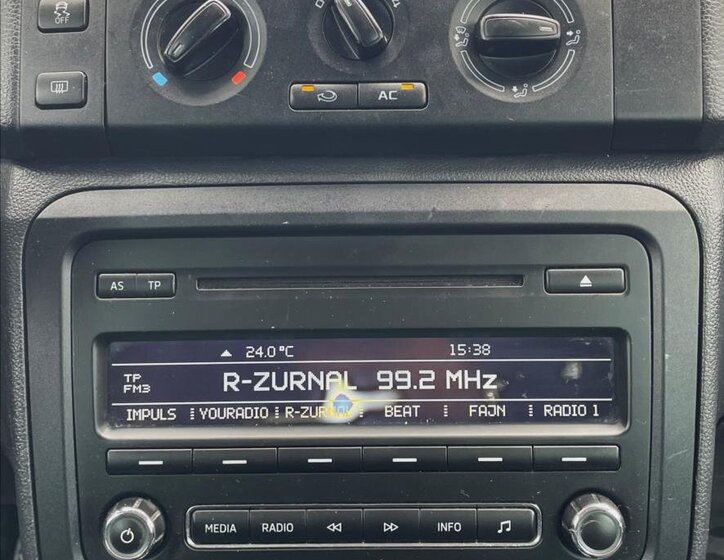 OFF
AC
AS TP
24.0 °C 15:38
TP
FM3
R-ZURNAL 99.2 MHz
IMPULS YOURADIO R-ZURNAL BEAT FAJN RADIO 1
MEDIA RADIO INFO